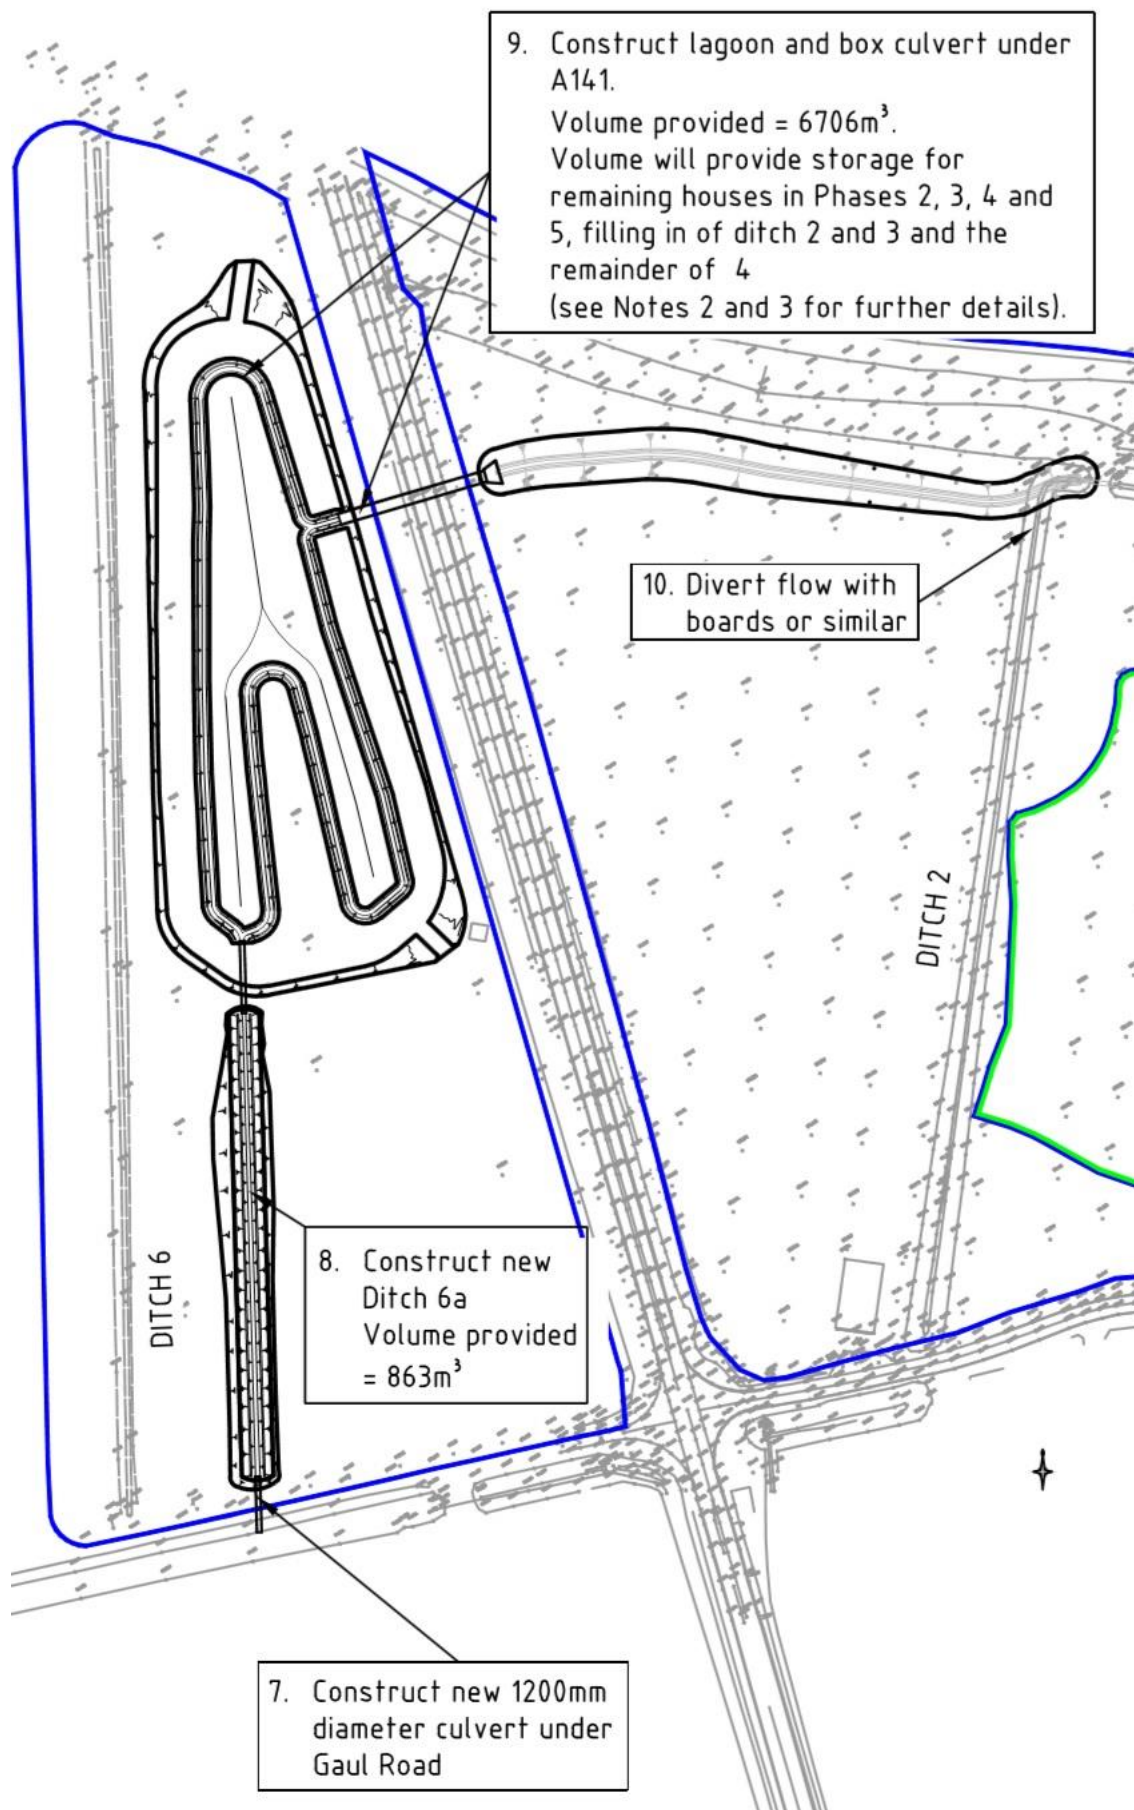 9. Construct lagoon and box culvert under
A141.
Volume provided = 6706m³.
Volume will provide storage for
remaining houses in Phases 2, 3, 4 and
5, filling in of ditch 2 and 3 and the
remainder of 4
(see Notes 2 and 3 for further details).
10. Divert flow with
boards or similar
DITCH 2
8. Construct new
Ditch 6a
Volume provided
= 863m³
DITCH 6
7. Construct new 1200mm
diameter culvert under
Gaul Road